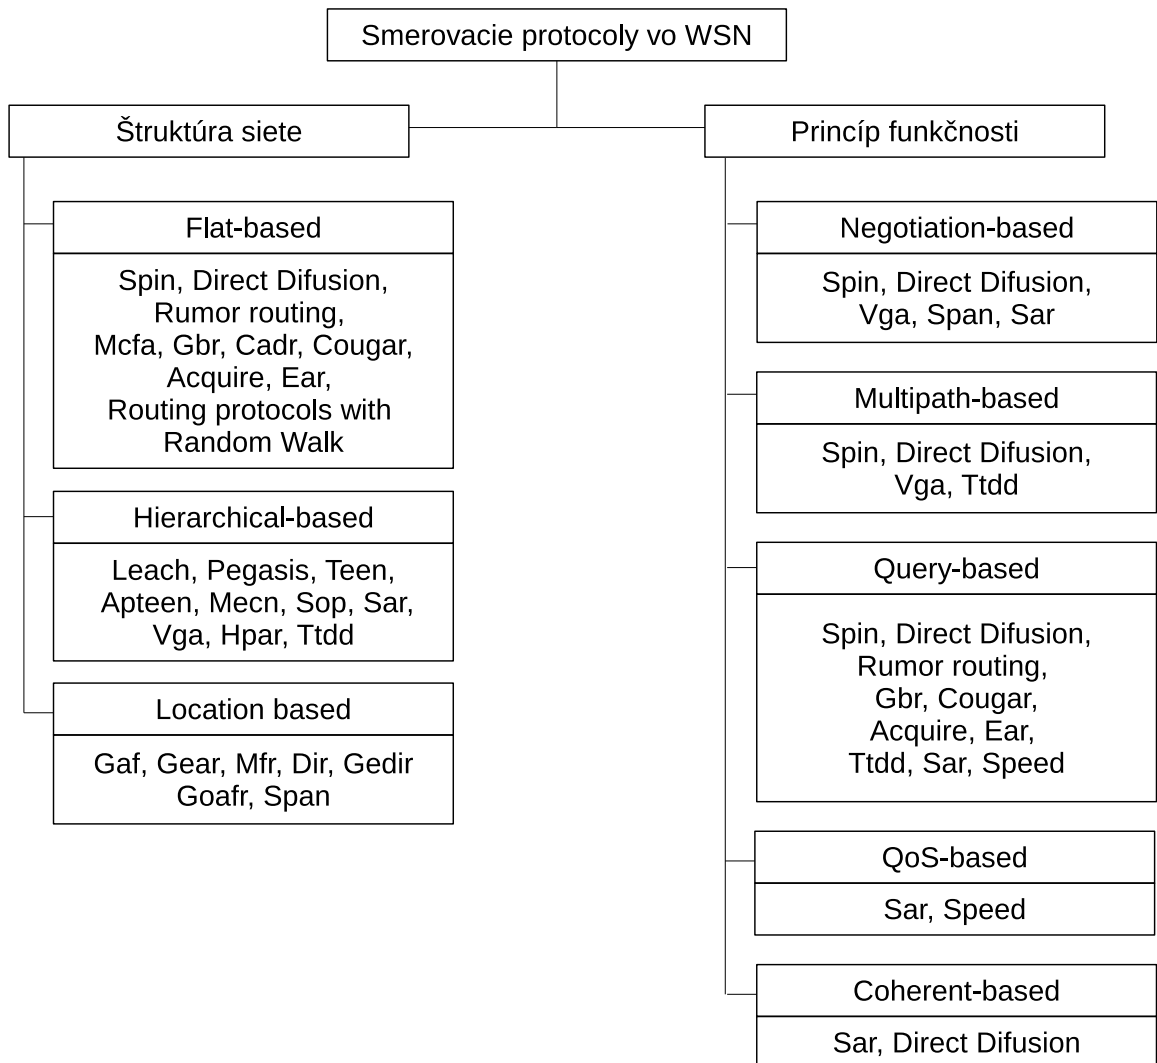 Smerovacie protocoly vo WSN
Štruktúra siete
Flat-based
Spin, Direct Difusion,
Rumor routing,
Mcfa, Gbr, Cadr, Cougar,
Acquire, Ear,
Routing protocols with
Random Walk
Hierarchical-based
Leach, Pegasis, Teen,
Apteen, Mecn, Sop, Sar,
Vga, Hpar, Ttdd
Location based
Gaf, Gear, Mfr, Dir, Gedir
Goafr, Span
Princíp funkčnosti
Negotiation-based
Spin, Direct Difusion,
Vga, Span, Sar
Multipath-based
Spin, Direct Difusion,
Vga, Ttdd
Query-based
Spin, Direct Difusion,
Rumor routing,
Gbr, Cougar,
Acquire, Ear,
Ttdd, Sar, Speed
QoS-based
Sar, Speed
Coherent-based
Sar, Direct Difusion